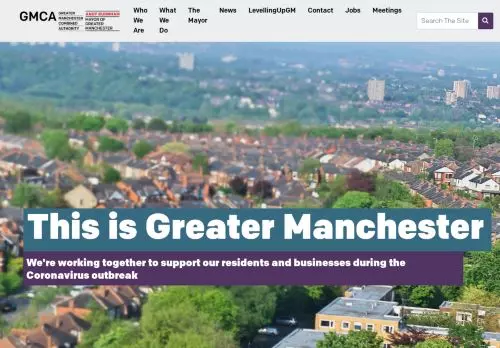 GMCA
GREATER
MANCHESTER
COMBINED
AUTHORITY
ANDY BURNHAM
MAYOR OF
GREATER
MANCHESTER
Who
We
Are
What
We
Do
The
Mayor
News
LevellingUpGM
Contact
Jobs
Meetings
Search The Site
This is Greater Manchester
We're working together to support our residents and businesses during the
Coronavirus outbreak